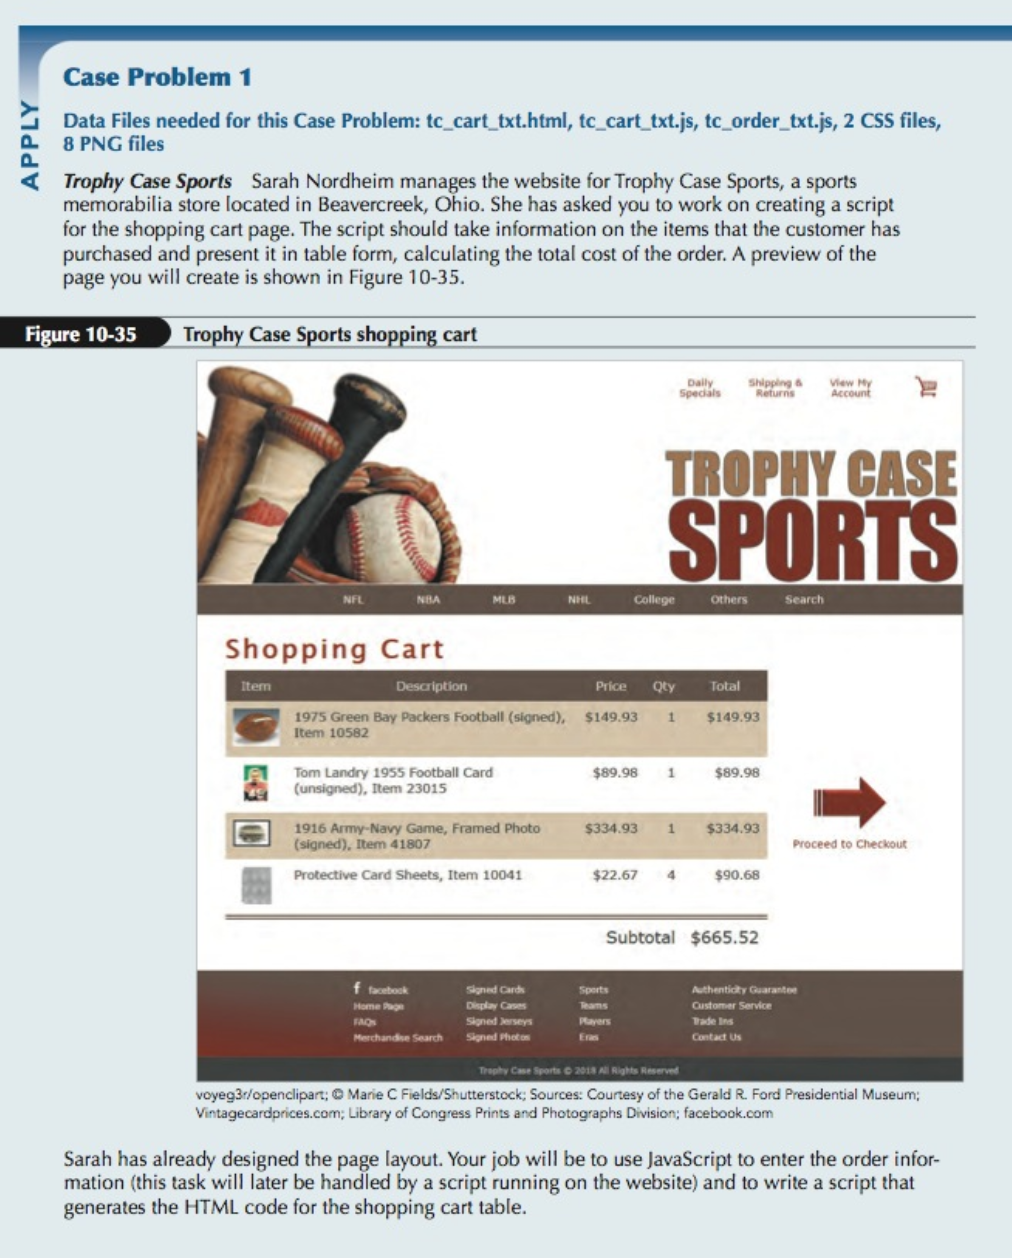 APPLY
Case Problem 1
Data Files needed for this Case Problem: tc_cart_txt.html, tc_cart_txt.js, tc_order_txt.js, 2 CSS files,
8 PNG files
Trophy Case Sports Sarah Nordheim manages the website for Trophy Case Sports, a sports
memorabilia store located in Beavercreek, Ohio. She has asked you to work on creating a script
for the shopping cart page. The script should take information on the items that the customer has
purchased and present it in table form, calculating the total cost of the order. A preview of the
page you will create is shown in Figure 10-35.
Figure 10-35 Trophy Case Sports shopping cart
Daily Specials
Shipping & Returns
View My Account
TROPHY CASE
SPORTS
NFL NBA MLB NHL College Others Search
Shopping Cart
Item Description Price Qty Total
1975 Green Bay Packers Football (signed), $149.93 1 $149.93
Item 10582
Tom Landry 1955 Football Card $89.98 1 $89.98
(unsigned), Item 23015
1916 Army-Navy Game, Framed Photo $334.93 1 $334.93
(signed), Item 41807
Protective Card Sheets, Item 10041 $22.67 4 $90.68
Subtotal $665.52
Proceed to Checkout
f facebook Signed Cards Sports Authenticity Guarantee
Home Page Display Cases Teams Customer Service
FAQs Signed Jerseys Players Trade Ins
Merchandise Search Signed Photos Eras Contact Us
Trophy Case Sports © 2018 All Rights Reserved
voyeg3r/openclipart; © Marie C Fields/Shutterstock; Sources: Courtesy of the Gerald R. Ford Presidential Museum;
Vintagecardprices.com; Library of Congress Prints and Photographs Division; facebook.com
Sarah has already designed the page layout. Your job will be to use JavaScript to enter the order infor-
mation (this task will later be handled by a script running on the website) and to write a script that
generates the HTML code for the shopping cart table.